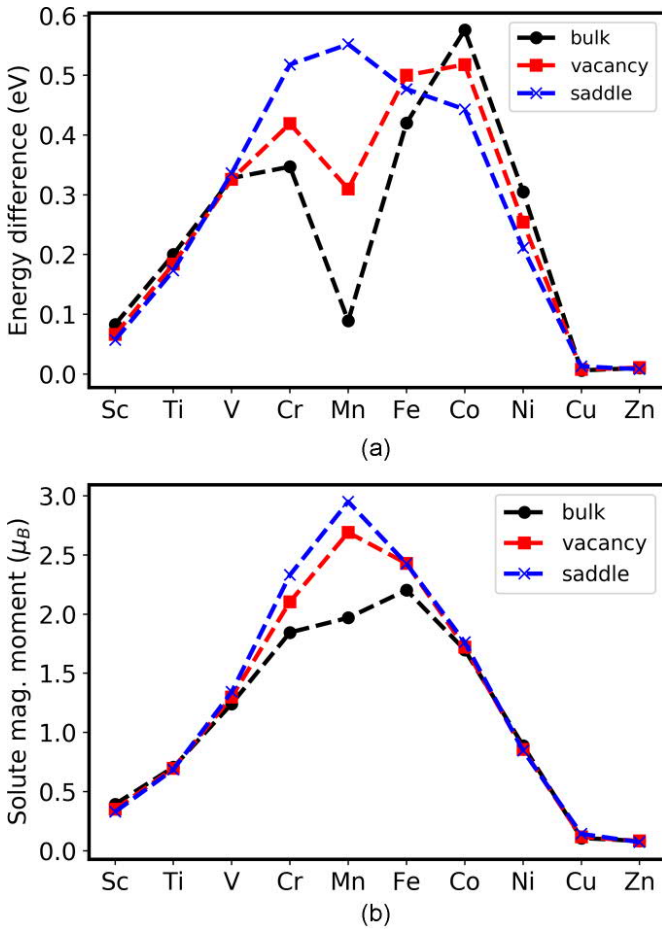 0.6
0.5
0.4
0.3
0.2
0.1
0.0
Energy difference (eV)
bulk
vacancy
saddle
Sc Ti V Cr Mn Fe Co Ni Cu Zn
(a)
3.0
2.5
2.0
1.5
1.0
0.5
0.0
Solute mag. moment (μB)
bulk
vacancy
saddle
Sc Ti V Cr Mn Fe Co Ni Cu Zn
(b)